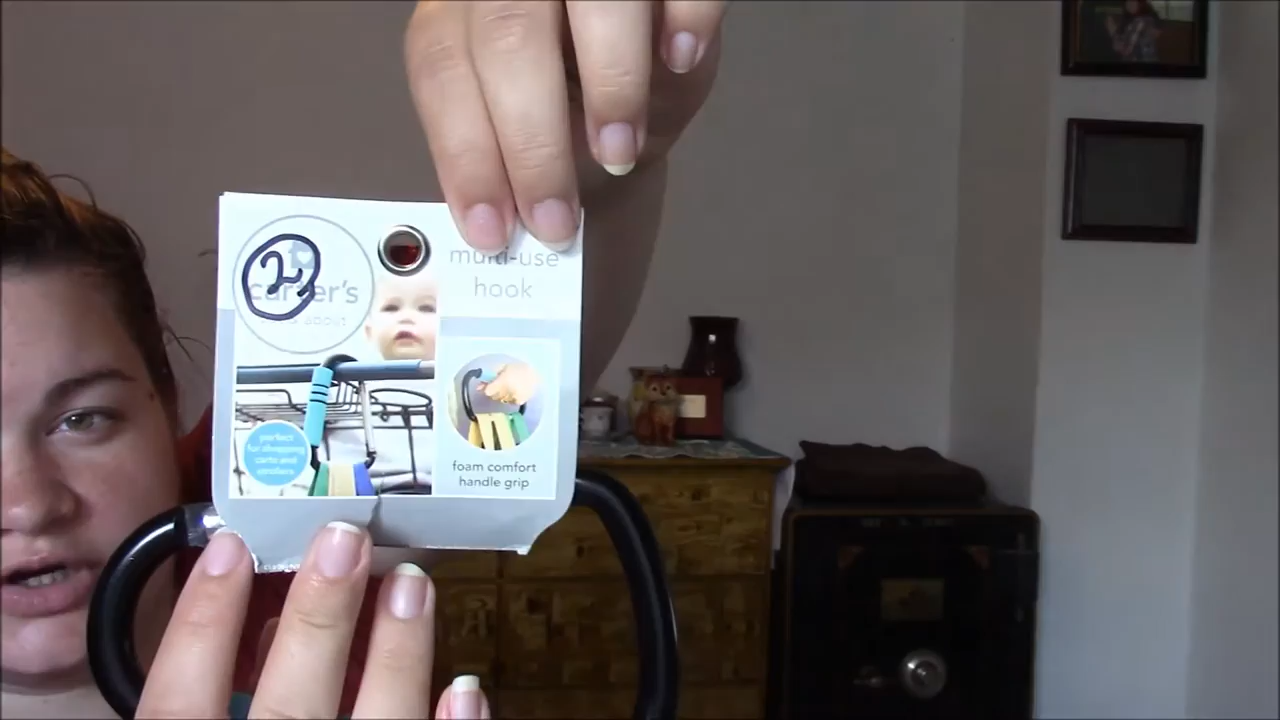 2
carter's
multi-use
hook
perfect
for shopping
carts and
strollers
foam comfort
handle grip